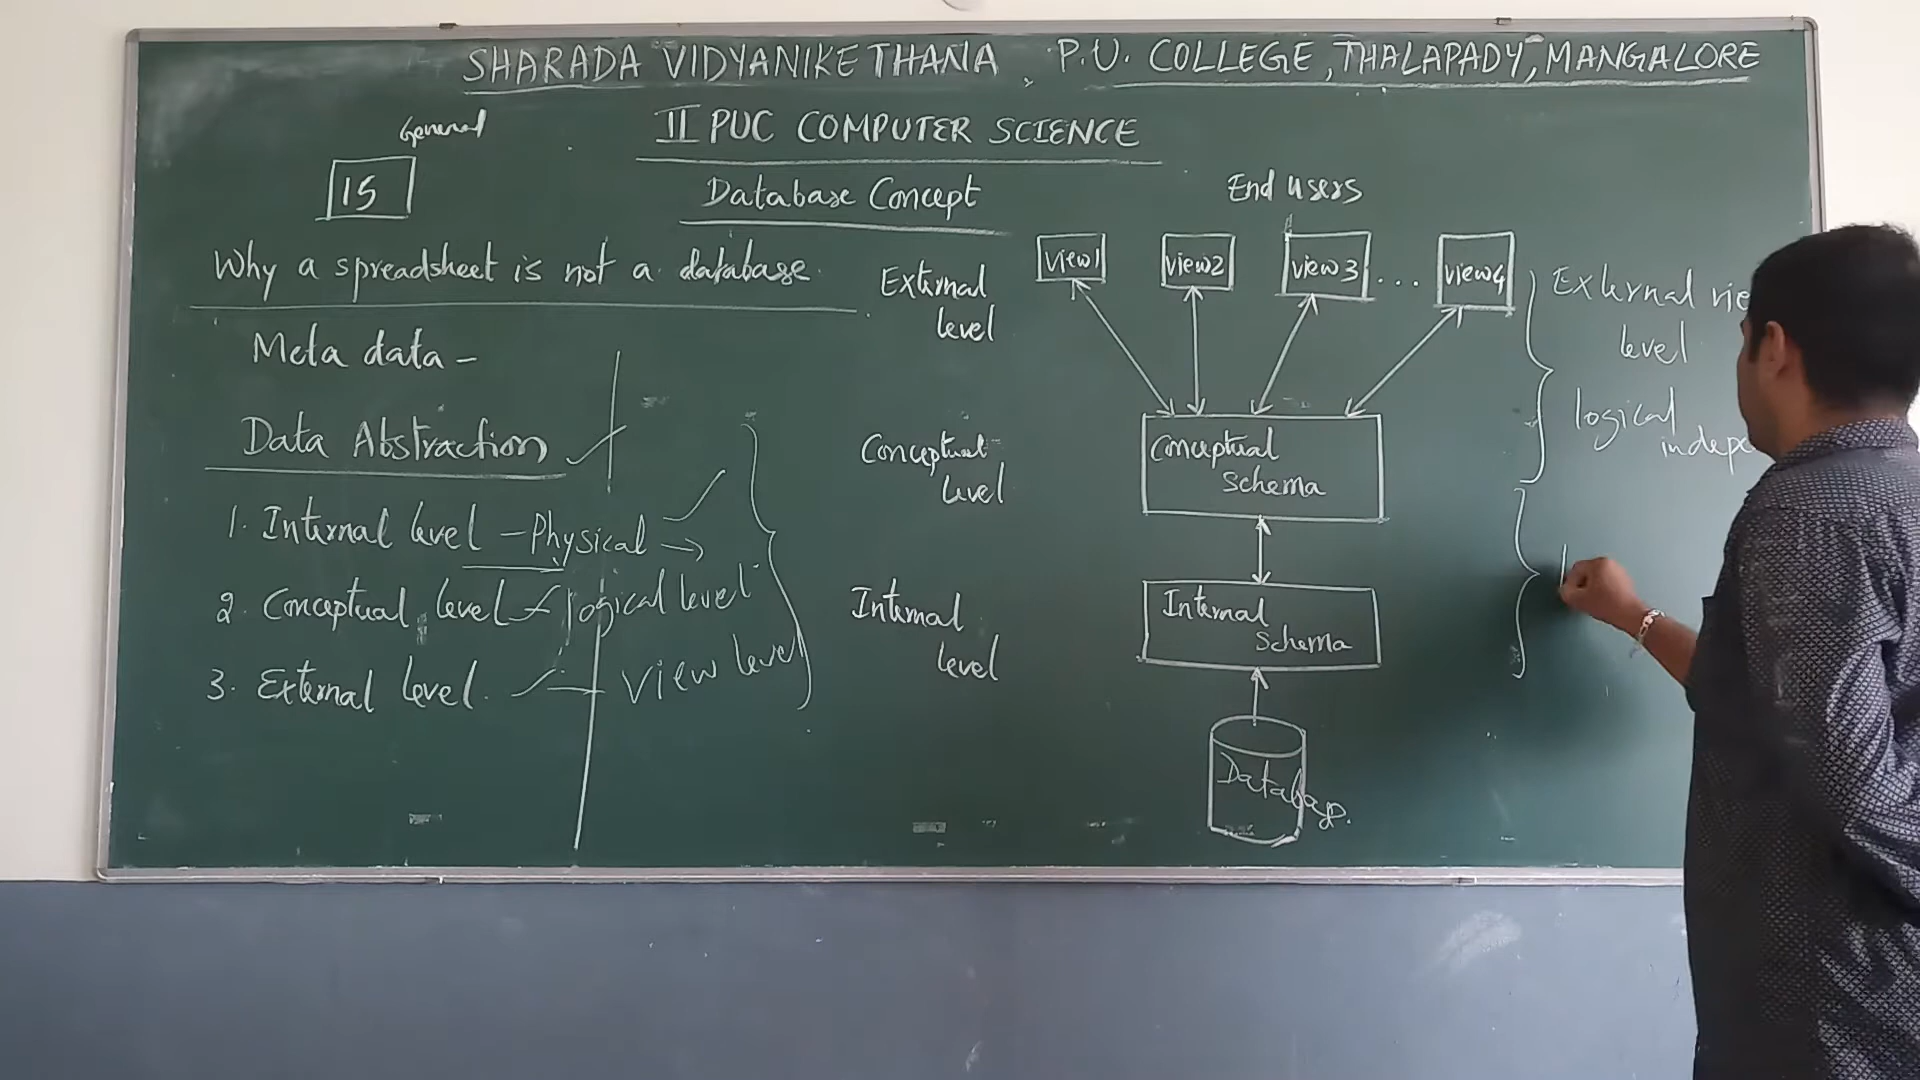 SHARADA VIDYANIKETHANA, P.U. COLLEGE, THALAPADY, MANGALORE
II PUC COMPUTER SCIENCE
General
15
Database Concept
Why a spreadsheet is not a database.
Meta data -
Data Abstraction
1. Internal level - Physical
2. Conceptual level - logical level
3. External level. - View level
End users
External
level
view1
view2
view3
...
view4
Conceptual
level
Conceptual
Schema
Internal
level
Internal
Schema
Database.
External
level
logical